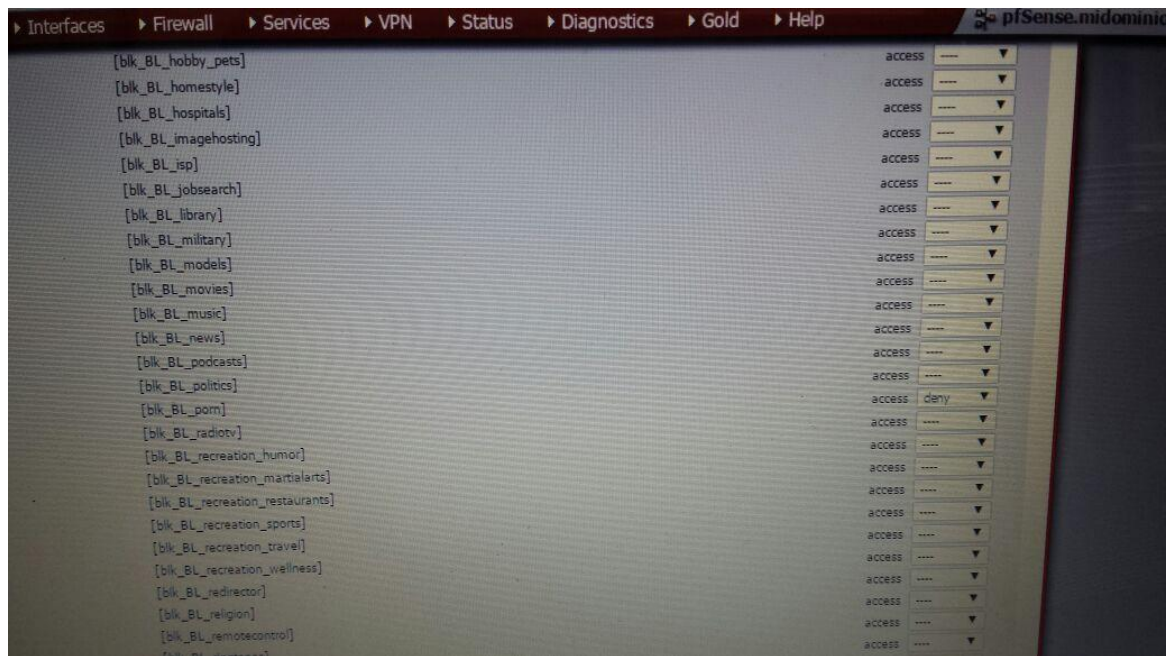 Interfaces Firewall Services VPN Status Diagnostics Gold Help pfSense.midominio
[blk_BL_hobby_pets] access ----
[blk_BL_homestyle] access ----
[blk_BL_hospitals] access ----
[blk_BL_imagehosting] access ----
[blk_BL_isp] access ----
[blk_BL_jobsearch] access ----
[blk_BL_library] access ----
[blk_BL_military] access ----
[blk_BL_models] access ----
[blk_BL_movies] access ----
[blk_BL_music] access ----
[blk_BL_news] access ----
[blk_BL_podcasts] access ----
[blk_BL_politics] access ----
[blk_BL_porn] access deny
[blk_BL_radiotv] access ----
[blk_BL_recreation_humor] access ----
[blk_BL_recreation_martialarts] access ----
[blk_BL_recreation_restaurants] access ----
[blk_BL_recreation_sports] access ----
[blk_BL_recreation_travel] access ----
[blk_BL_recreation_wellness] access ----
[blk_BL_redirector] access ----
[blk_BL_religion] access ----
[blk_BL_remotecontrol] access ----
access ----